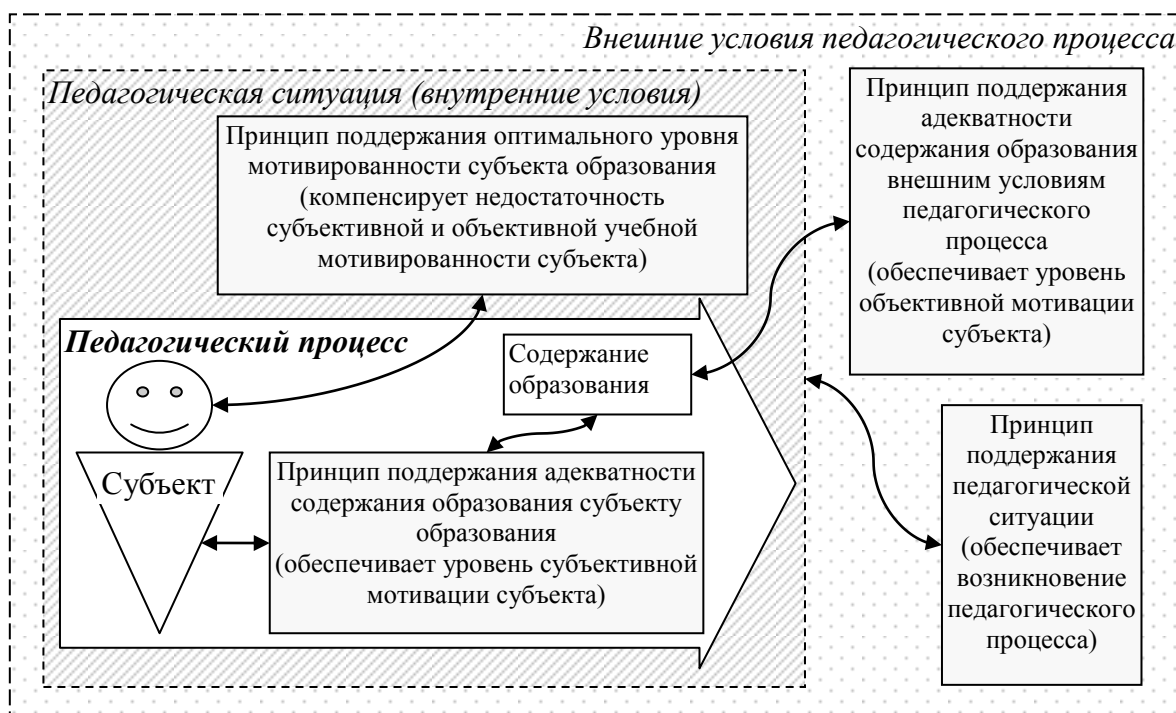 Внешние условия педагогического процесса
Педагогическая ситуация (внутренние условия)
Принцип поддержания оптимального уровня
мотивированности субъекта образования
(компенсирует недостаточность
субъективной и объективной учебной
мотивированности субъекта)
Принцип поддержания
адекватности
содержания образования
внешним условиям
педагогического
процесса
(обеспечивает уровень
объективной мотивации
субъекта)
Педагогический процесс
Содержание
образования
Субъект
Принцип поддержания адекватности
содержания образования субъекту
образования
(обеспечивает уровень субъективной
мотивации субъекта)
Принцип
поддержания
педагогической
ситуации
(обеспечивает
возникновение
педагогического
процесса)